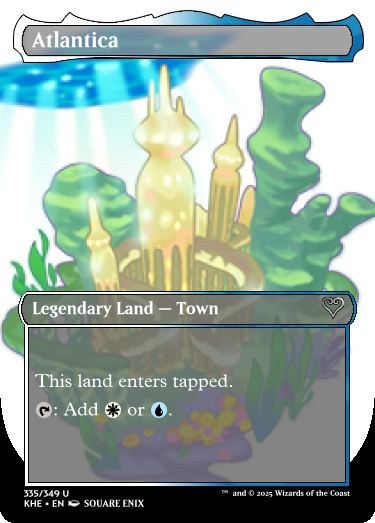 Atlantica
Legendary Land — Town
This land enters tapped.
: Add or .
335/349 U
KHE • EN SQUARE ENIX
™ and © 2025 Wizards of the Coast